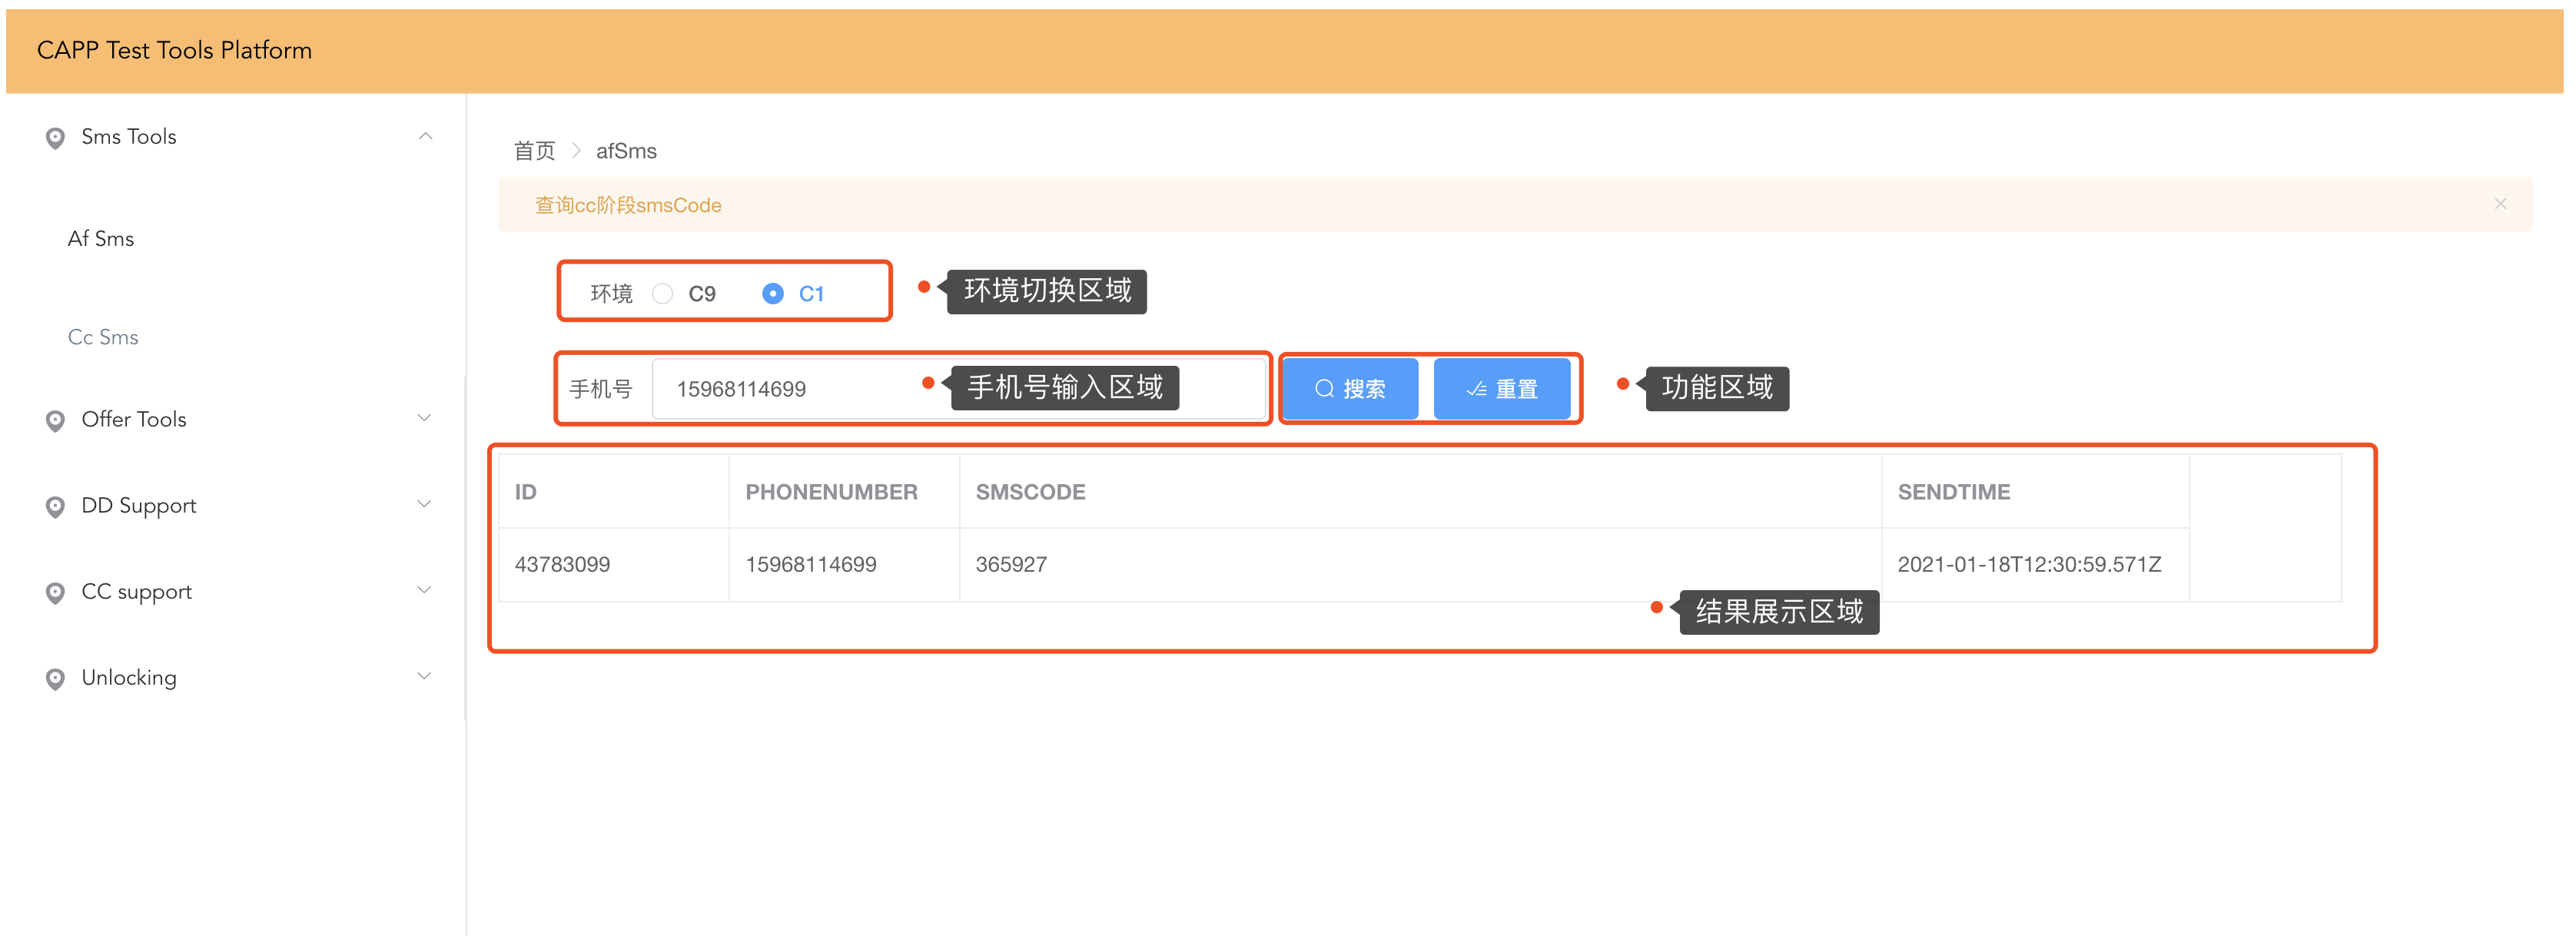 CAPP Test Tools Platform
Sms Tools
Af Sms
Cc Sms
Offer Tools
DD Support
CC support
Unlocking
首页 > afSms
查询cc阶段smsCode
环境 C9 C1
环境切换区域
手机号 15968114699
手机号输入区域
搜索 重置
功能区域
ID PHONENUMBER SMSCODE SENDTIME
43783099 15968114699 365927 2021-01-18T12:30:59.571Z
结果展示区域